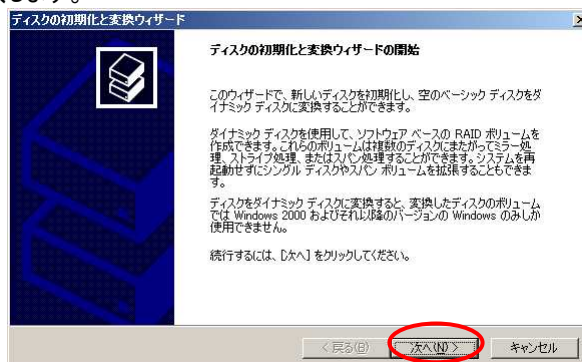 ディスクの初期化と変換ウィザード
ディスクの初期化と変換ウィザードの開始
このウィザードで、新しいディスクを初期化し、空のベーシック ディスクをダ
イナミック ディスクに変換することができます。
ダイナミック ディスクを使用して、ソフトウェア ベースの RAID ボリュームを
作成できます。これらのボリュームは複数のディスクにまたがってミラー処
理、ストライプ処理、またはスパン処理することができます。システムを再
起動せずにシングル ディスクやスパン ボリュームを拡張することもできま
す。
ディスクをダイナミック ディスクに変換すると、変換したディスクのボリューム
では Windows 2000 およびそれ以降のバージョンの Windows のみしか
使用できません。
続行するには、[次へ] をクリックしてください。
< 戻る(B)
次へ(N) >
キャンセル